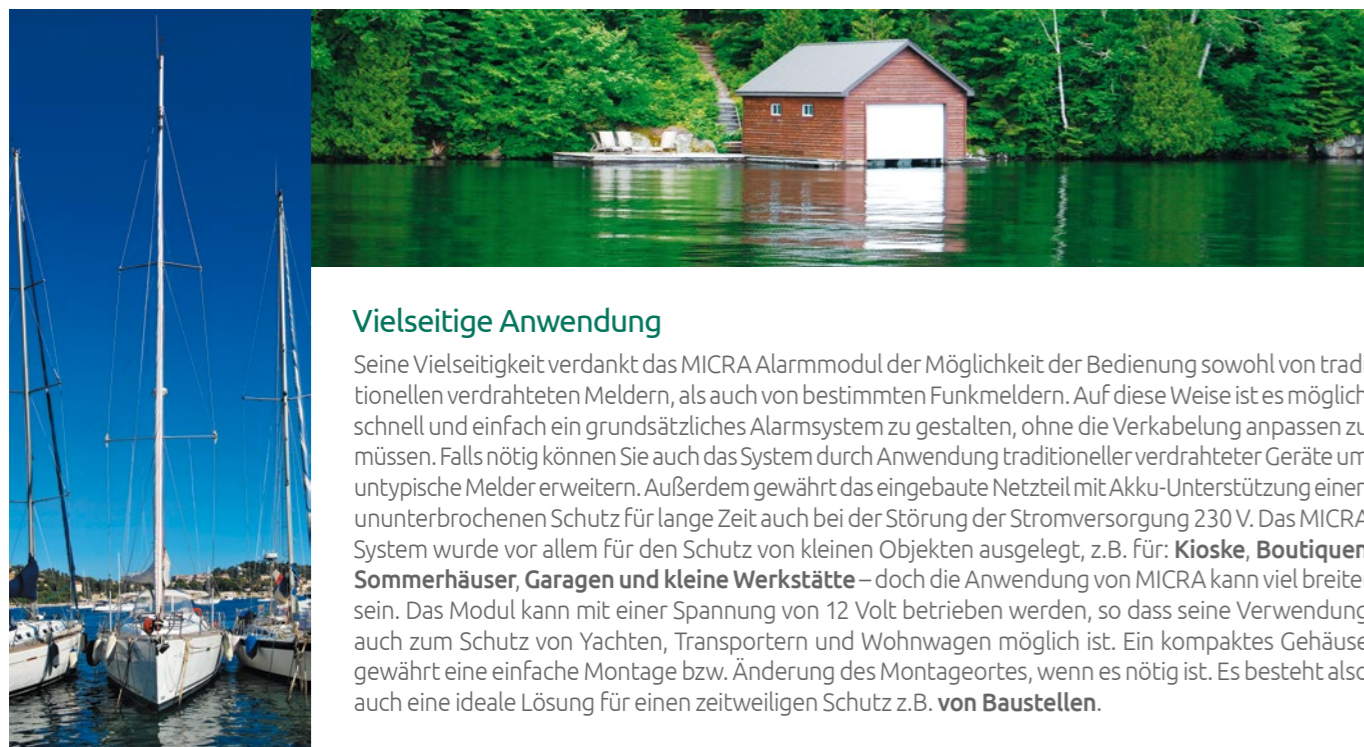 Vielseitige Anwendung
Seine Vielseitigkeit verdankt das MICRA Alarmmodul der Möglichkeit der Bedienung sowohl von tradi
tionellen verdrahteten Meldern, als auch von bestimmten Funkmeldern. Auf diese Weise ist es möglich
schnell und einfach ein grundsätzliches Alarmsystem zu gestalten, ohne die Verkabelung anpassen zu
müssen. Falls nötig können Sie auch das System durch Anwendung traditioneller verdrahteter Geräte um
untypische Melder erweitern. Außerdem gewährt das eingebaute Netzteil mit Akku-Unterstützung einen
ununterbrochenen Schutz für lange Zeit auch bei der Störung der Stromversorgung 230 V. Das MICRA
System wurde vor allem für den Schutz von kleinen Objekten ausgelegt, z.B. für: Kioske, Boutiquen
Sommerhäuser, Garagen und kleine Werkstätte – doch die Anwendung von MICRA kann viel breiter
sein. Das Modul kann mit einer Spannung von 12 Volt betrieben werden, so dass seine Verwendung
auch zum Schutz von Yachten, Transportern und Wohnwagen möglich ist. Ein kompaktes Gehäuse
gewährt eine einfache Montage bzw. Änderung des Montageortes, wenn es nötig ist. Es besteht also
auch eine ideale Lösung für einen zeitweiligen Schutz z.B. von Baustellen.